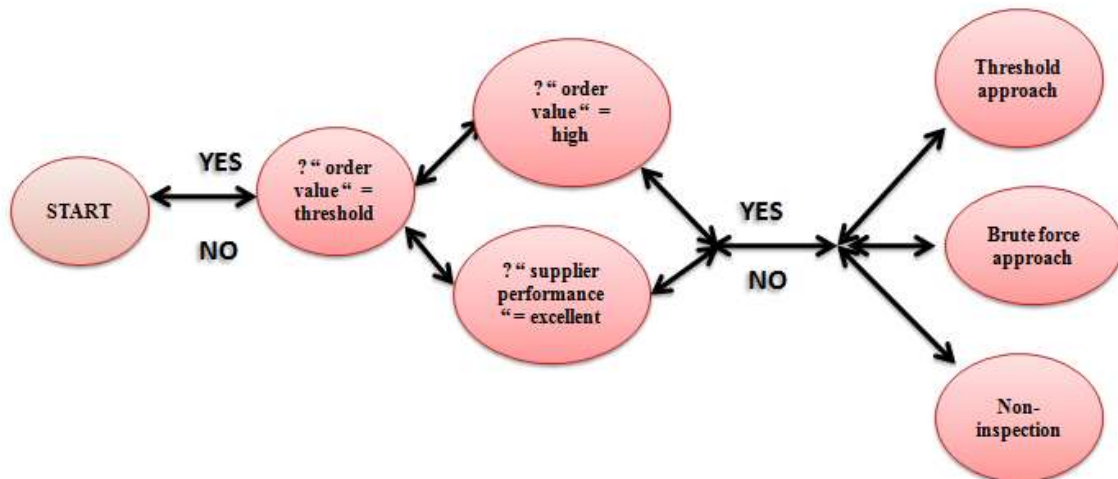 START
YES
NO
? “ order
value “ =
threshold
? “ order
value “ =
high
? “ supplier
performance
“ = excellent
YES
NO
Threshold
approach
Brute force
approach
Non-
inspection